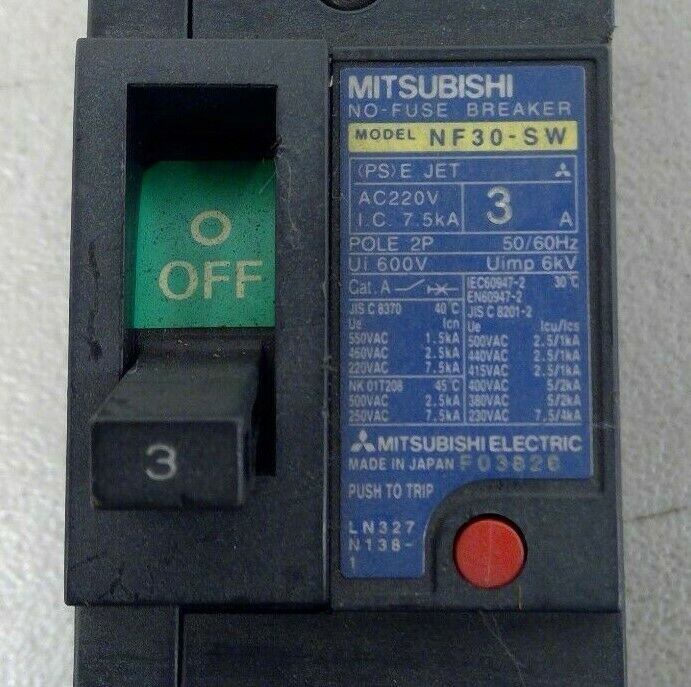 MITSUBISHI
NO-FUSE BREAKER
MODEL NF30-SW
(PS)E JET
AC220V
I.C. 7.5kA
3 A
POLE 2P 50/60Hz
Ui 600V Uimp 6kV
Cat. A
JIS C 8370 40°C
Ue Icn
550VAC 1.5kA
460VAC 2.5kA
220VAC 7.5kA
NK 01T208 45°C
500VAC 2.5kA
250VAC 7.5kA
IEC60947-2 30°C
EN60947-2
JIS C 8201-2
Ue Icu/Ics
500VAC 2.5/1kA
440VAC 2.5/1kA
415VAC 2.5/1kA
400VAC 5/2kA
380VAC 5/2kA
230VAC 7.5/4kA
MITSUBISHI ELECTRIC
MADE IN JAPAN F03826
PUSH TO TRIP
LN327
N138-
1
O
OFF
3